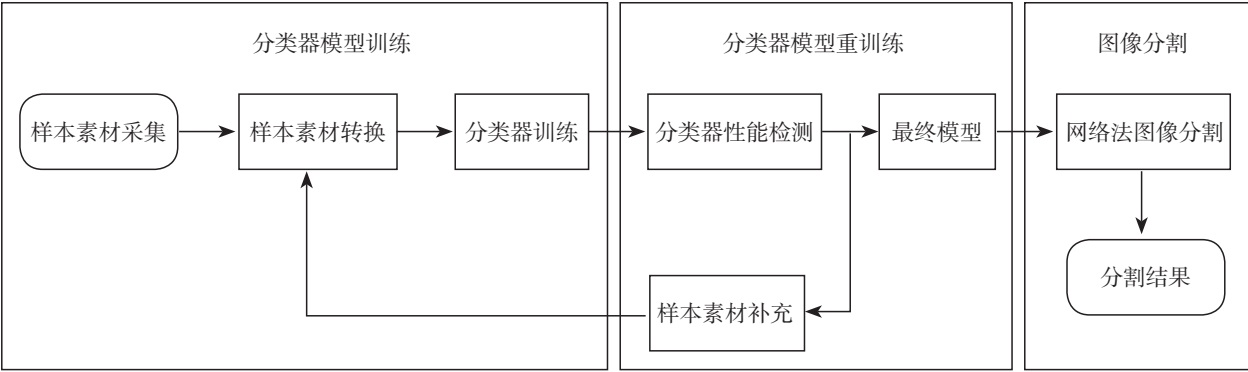 分类器模型训练
分类器模型重训练
图像分割
样本素材采集
样本素材转换
分类器训练
分类器性能检测
最终模型
网络法图像分割
分割结果
样本素材补充